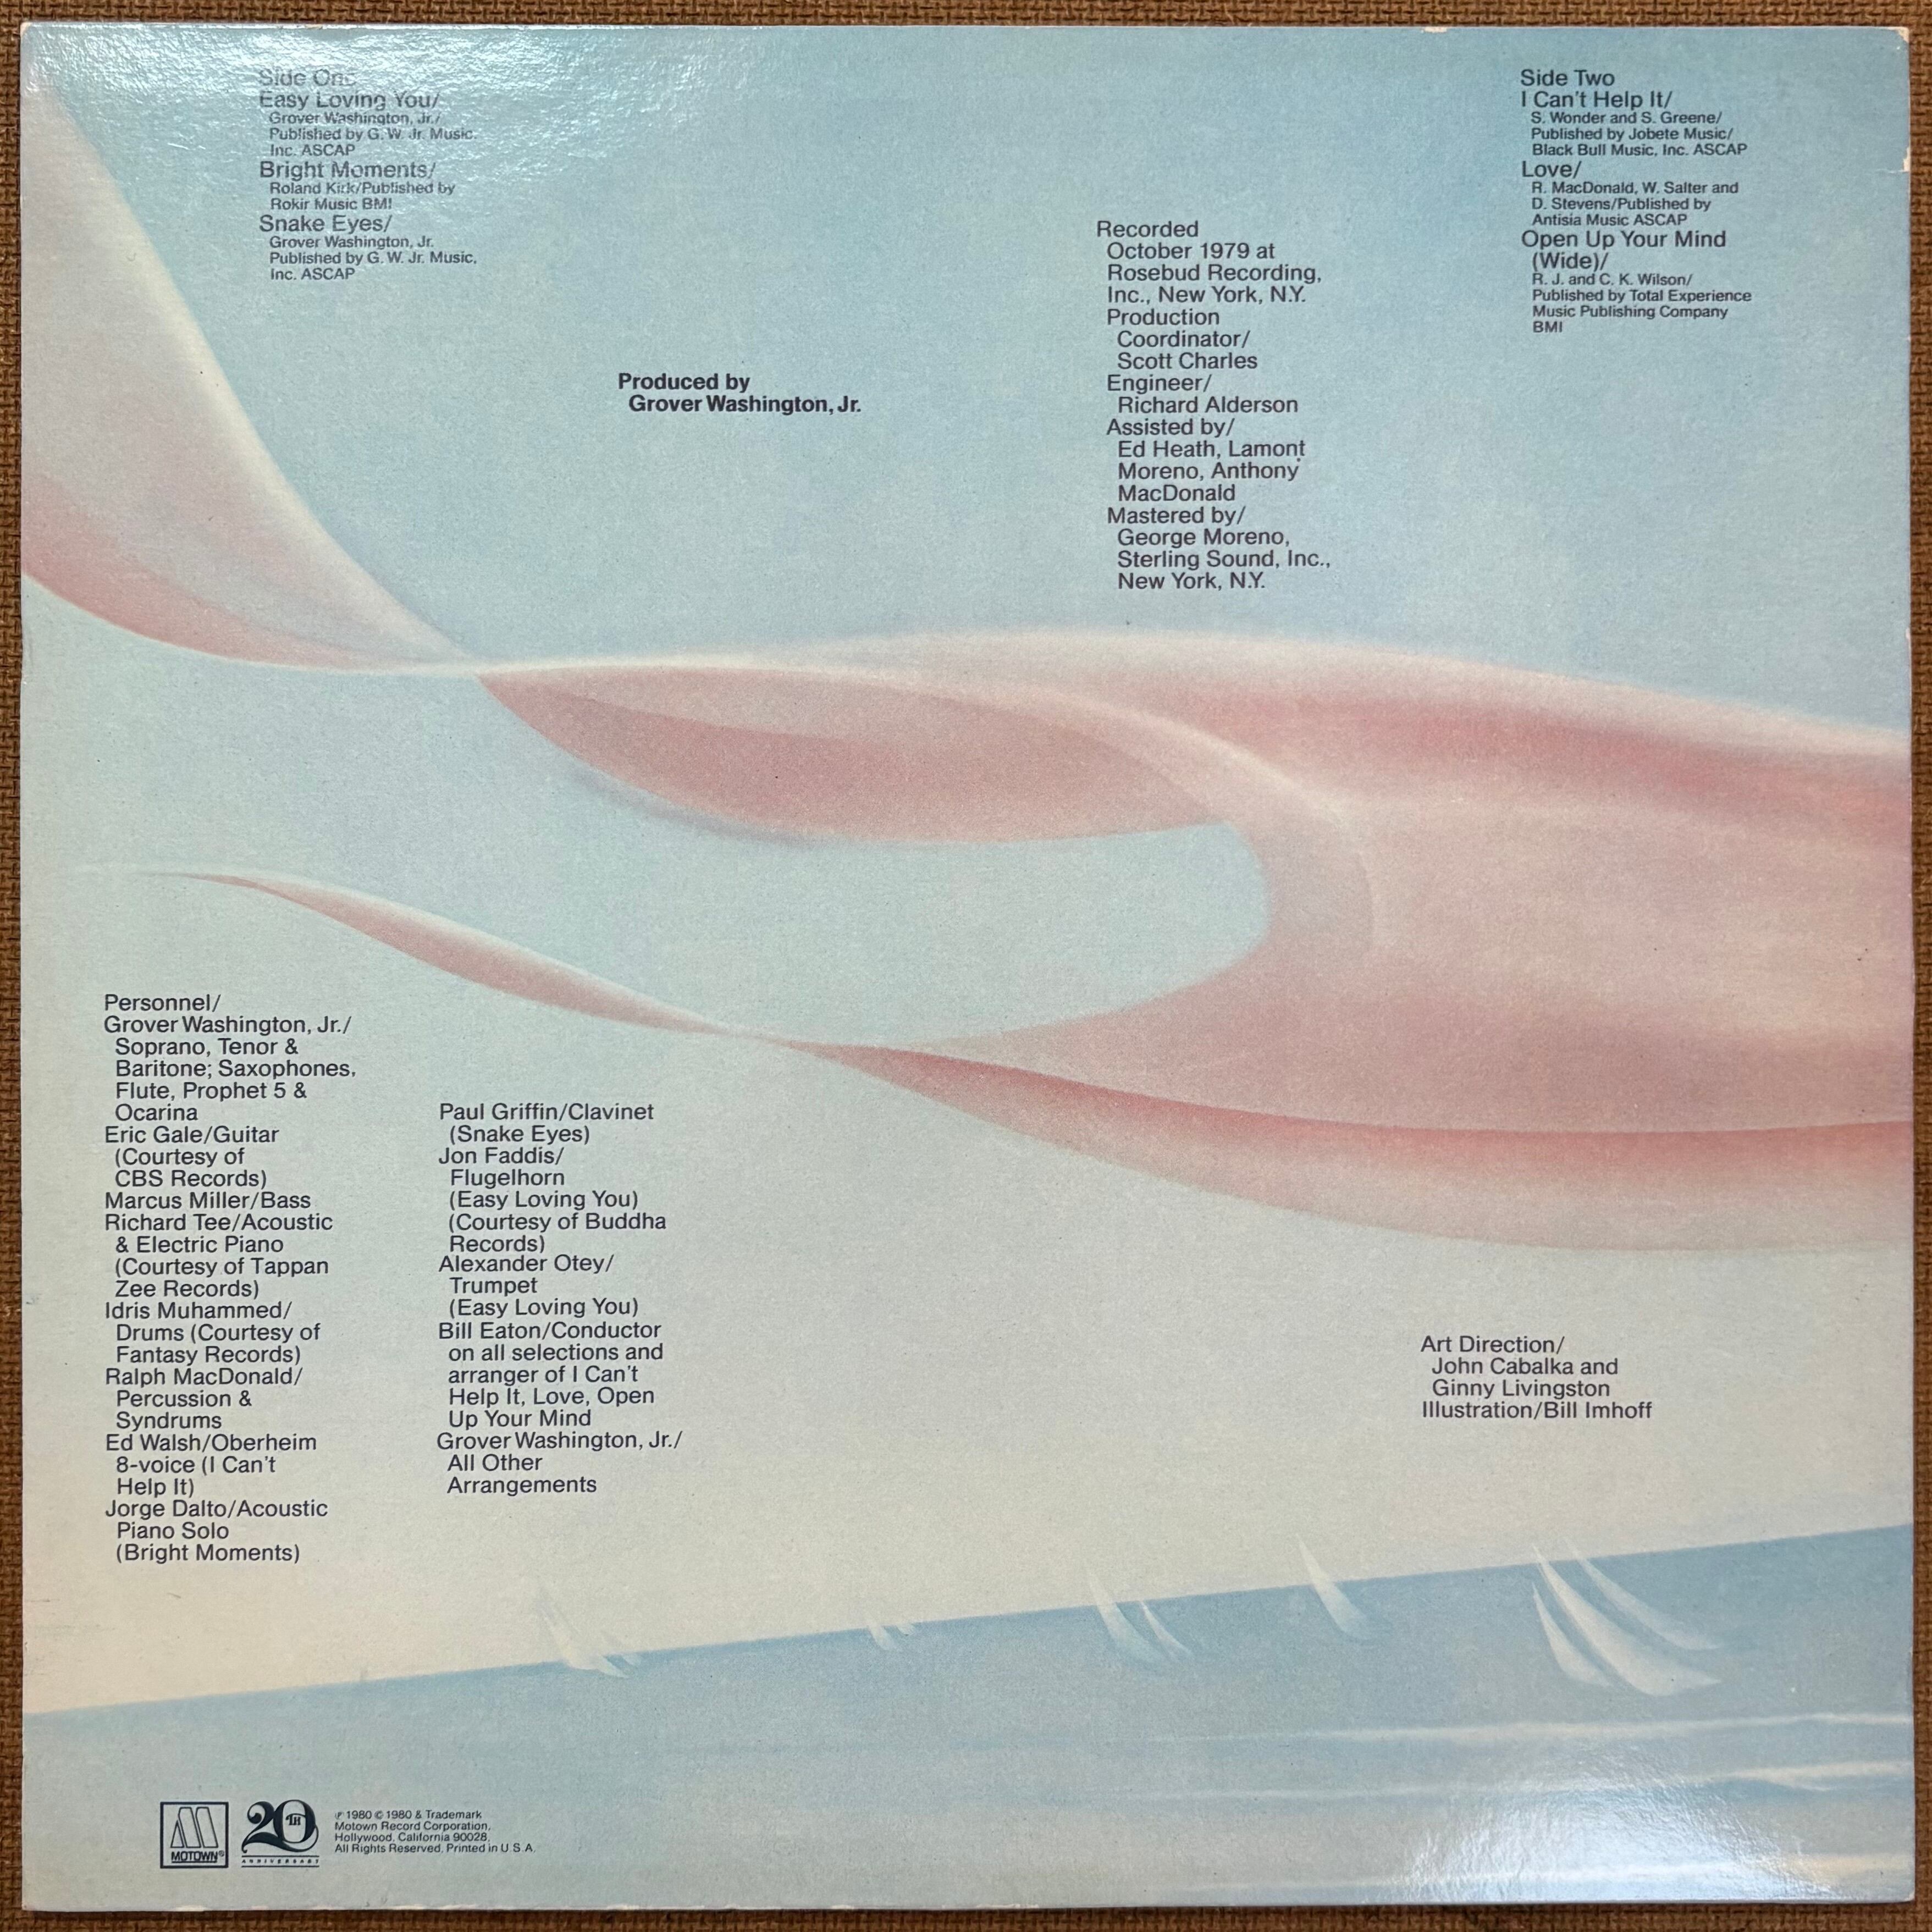 Side One
Easy Loving You/
Grover Washington, Jr./
Published by G. W. Jr. Music.
Inc. ASCAP
Bright Moments/
Roland Kirk/Published by
Rokir Music BMI
Snake Eyes/
Grover Washington, Jr.
Published by G. W. Jr. Music,
Inc. ASCAP
Produced by
Grover Washington, Jr.
Recorded
October 1979 at
Rosebud Recording,
Inc., New York, N.Y.
Production
Coordinator/
Scott Charles
Engineer/
Richard Alderson
Assisted by/
Ed Heath, Lamont
Moreno, Anthony
MacDonald
Mastered by/
George Moreno,
Sterling Sound, Inc.,
New York, N.Y.
Side Two
I Can't Help It/
S. Wonder and S. Greene/
Published by Jobete Music/
Black Bull Music, Inc. ASCAP
Love/
R. MacDonald, W. Salter and
D. Stevens/Published by
Antisia Music ASCAP
Open Up Your Mind
(Wide)/
R. J. and C. K. Wilson/
Published by Total Experience
Music Publishing Company
BMI
Personnel/
Grover Washington, Jr./
Soprano, Tenor &
Baritone; Saxophones,
Flute, Prophet 5 &
Ocarina
Eric Gale/Guitar
(Courtesy of
CBS Records)
Marcus Miller/Bass
Richard Tee/Acoustic
& Electric Piano
(Courtesy of Tappan
Zee Records)
Idris Muhammed/
Drums (Courtesy of
Fantasy Records)
Ralph MacDonald/
Percussion &
Syndrums
Ed Walsh/Oberheim
8-voice (I Can't
Help It)
Jorge Dalto/Acoustic
Piano Solo
(Bright Moments)
Paul Griffin/Clavinet
(Snake Eyes)
Jon Faddis/
Flugelhorn
(Easy Loving You)
(Courtesy of Buddha
Records)
Alexander Otey/
Trumpet
(Easy Loving You)
Bill Eaton/Conductor
on all selections and
arranger of I Can't
Help It, Love, Open
Up Your Mind
Grover Washington, Jr./
All Other
Arrangements
Art Direction/
John Cabalka and
Ginny Livingston
Illustration/Bill Imhoff
MOTOWN®
20TH
ANNIVERSARY
℗ 1980 © 1980 & Trademark
Motown Record Corporation,
Hollywood, California 90028,
All Rights Reserved. Printed in U.S.A.